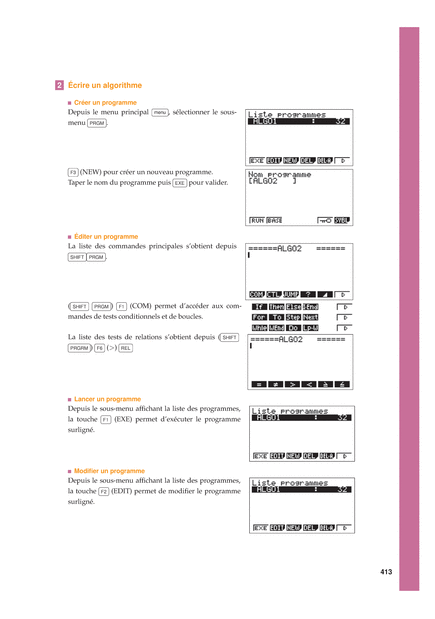 2 Écrire un algorithme
■ Créer un programme
Depuis le menu principal menu, sélectionner le sous-
menu PRGM.
Liste programmes
ALGO1 : 32
EXE EDIT NEW DEL DEL·A ▷
F3 (NEW) pour créer un nouveau programme.
Taper le nom du programme puis EXE pour valider.
Nom programme
[ALGO2 ]
RUN BASE SYBL
■ Éditer un programme
La liste des commandes principales s'obtient depuis
SHIFT PRGM.
======ALGO2 ======
COM CTL JUMP ? ◢ ▷
(SHIFT PRGM) F1 (COM) permet d'accéder aux com-
mandes de tests conditionnels et de boucles.
If Then Else I·End ▷
For To Step Next ▷
Whle WEnd Do Lp·W ▷
La liste des tests de relations s'obtient depuis (SHIFT
PRGRM) F6 (>) REL
======ALGO2 ======
= ≠ > < ≥ ≤
■ Lancer un programme
Depuis le sous-menu affichant la liste des programmes,
la touche F1 (EXE) permet d'exécuter le programme
surligné.
Liste programmes
ALGO1 : 32
EXE EDIT NEW DEL DEL·A ▷
■ Modifier un programme
Depuis le sous-menu affichant la liste des programmes,
la touche F2 (EDIT) permet de modifier le programme
surligné.
Liste programmes
ALGO1 : 32
EXE EDIT NEW DEL DEL·A ▷
413